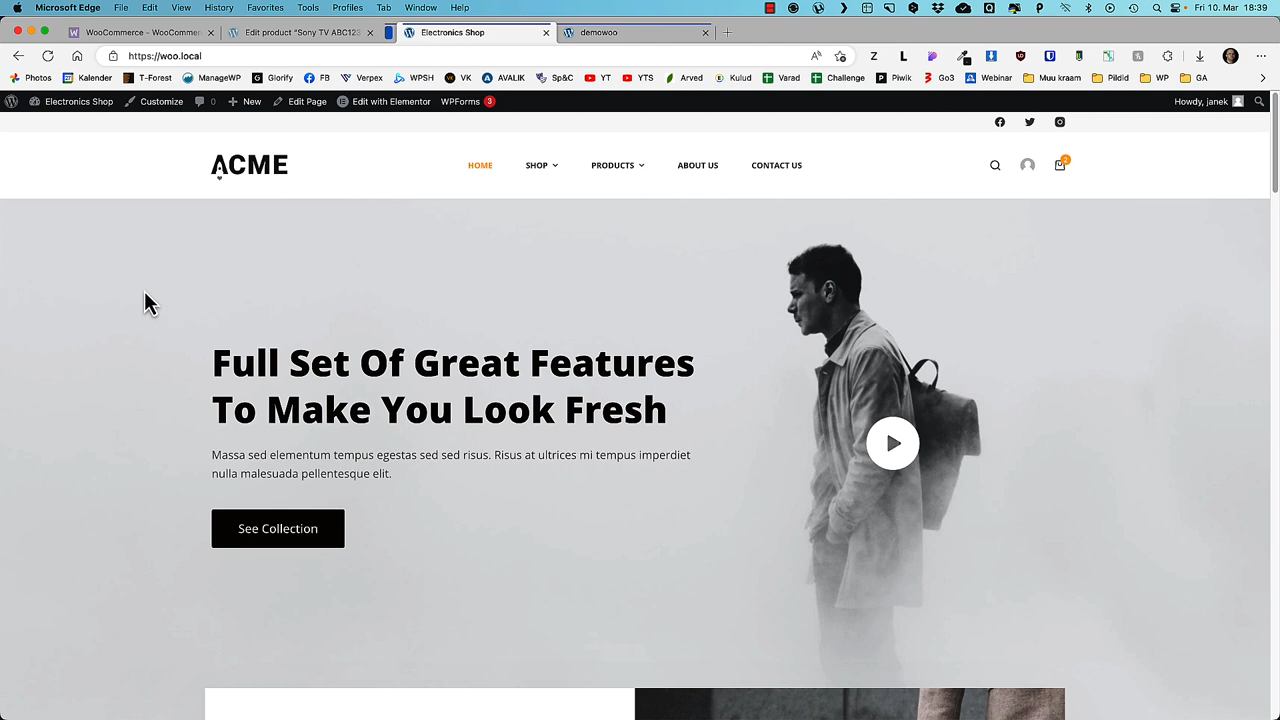 Microsoft Edge File Edit View History Favorites Profiles Tab Window Help Fri 10. Mar 18:39
WooCommerce - WooCommer
Edit product "Sony TV ABC123
Electronics Shop
demowoo
https://woo.local
Photos Kalender T-Forest ManageWP Glorify FB Verpex WPSH VK AVALIK Sp&C YT YTS Arved Kulud Varad Challenge Piwik Go3 Webinar Muu kraam Pildid WP GA
Electronics Shop Customize 0 New Edit Page Edit with Elementor WPForms 3 Howdy, janek
ACME
HOME SHOP PRODUCTS ABOUT US CONTACT US 2
Full Set Of Great Features
To Make You Look Fresh
Massa sed elementum tempus egestas sed sed risus. Risus at ultrices mi tempus imperdiet
nulla malesuada pellentesque elit.
See Collection